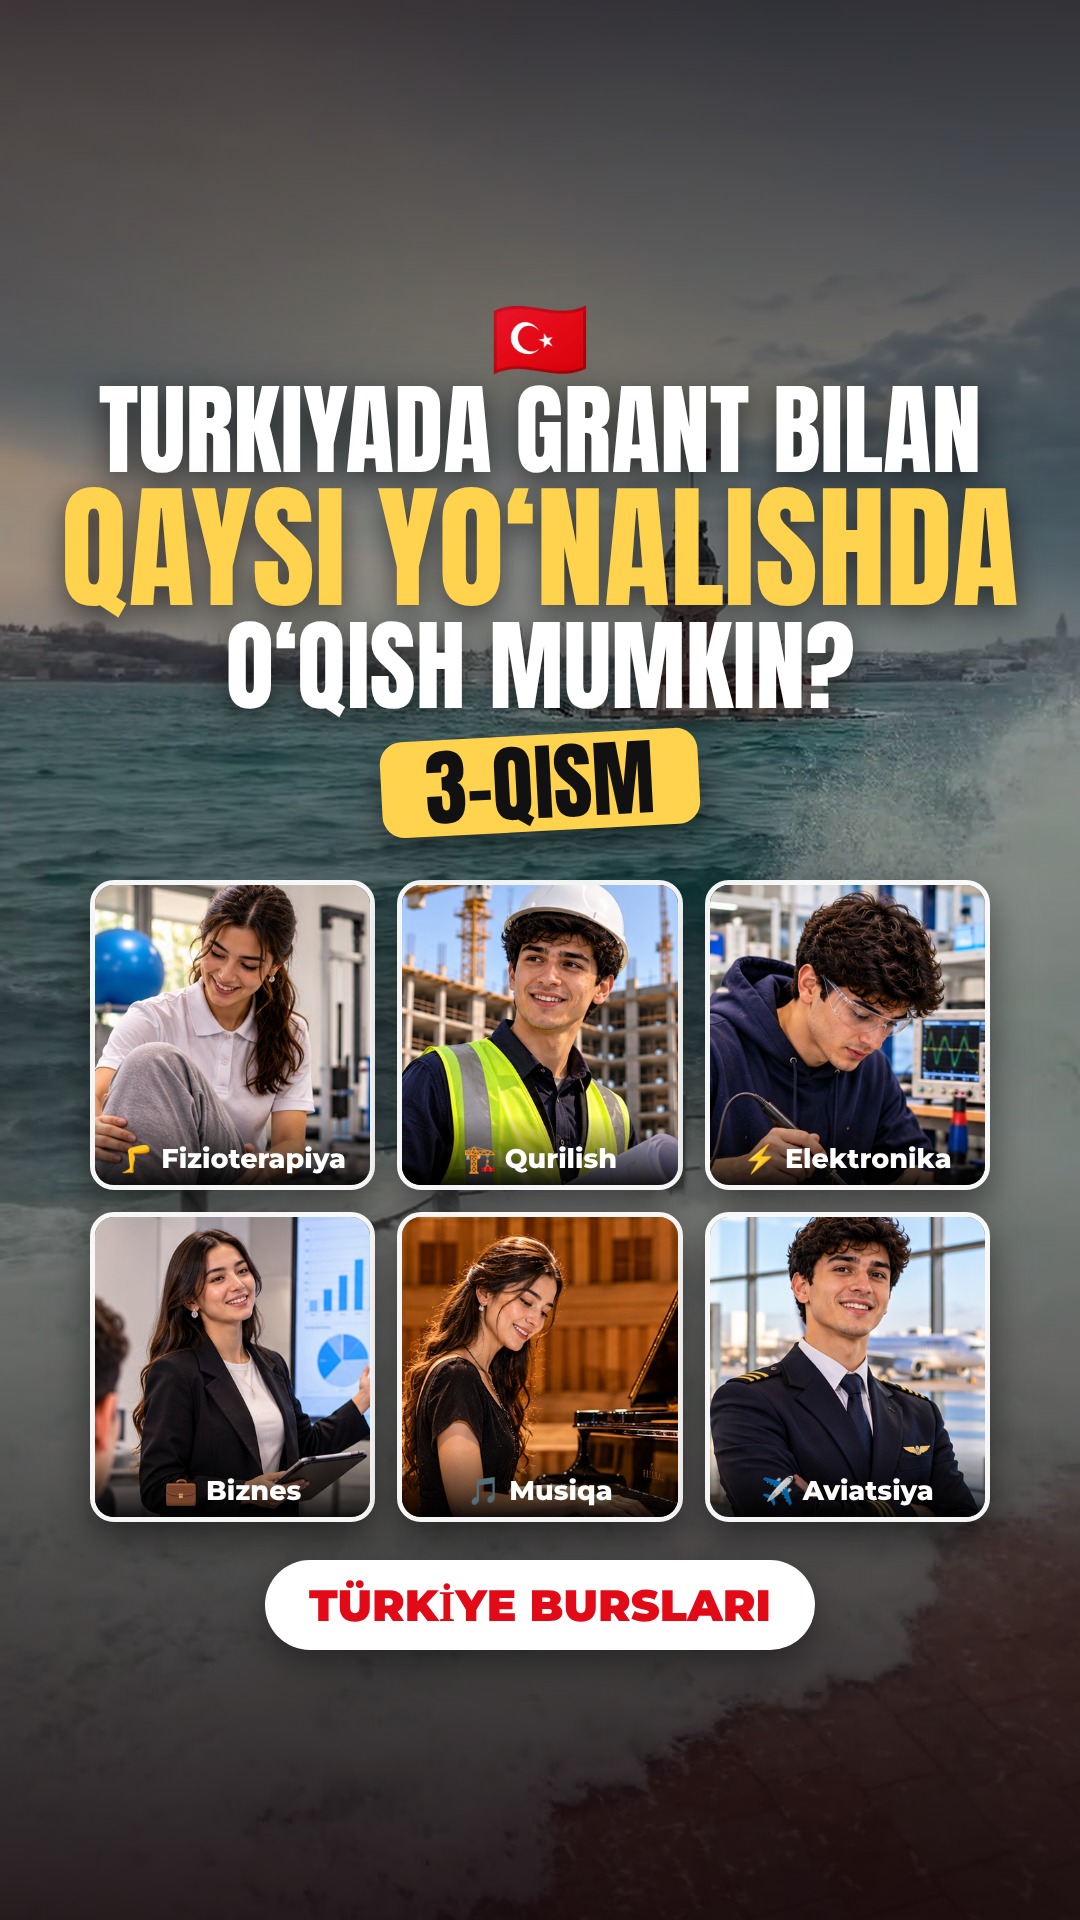 TURKIYADA GRANT BILAN
QAYSI YO‘NALISHDA
O‘QISH MUMKIN?
3-QISM
Fizioterapiya
Qurilish
Elektronika
Biznes
Musiqa
Aviatsiya
TÜRKİYE BURSLARI